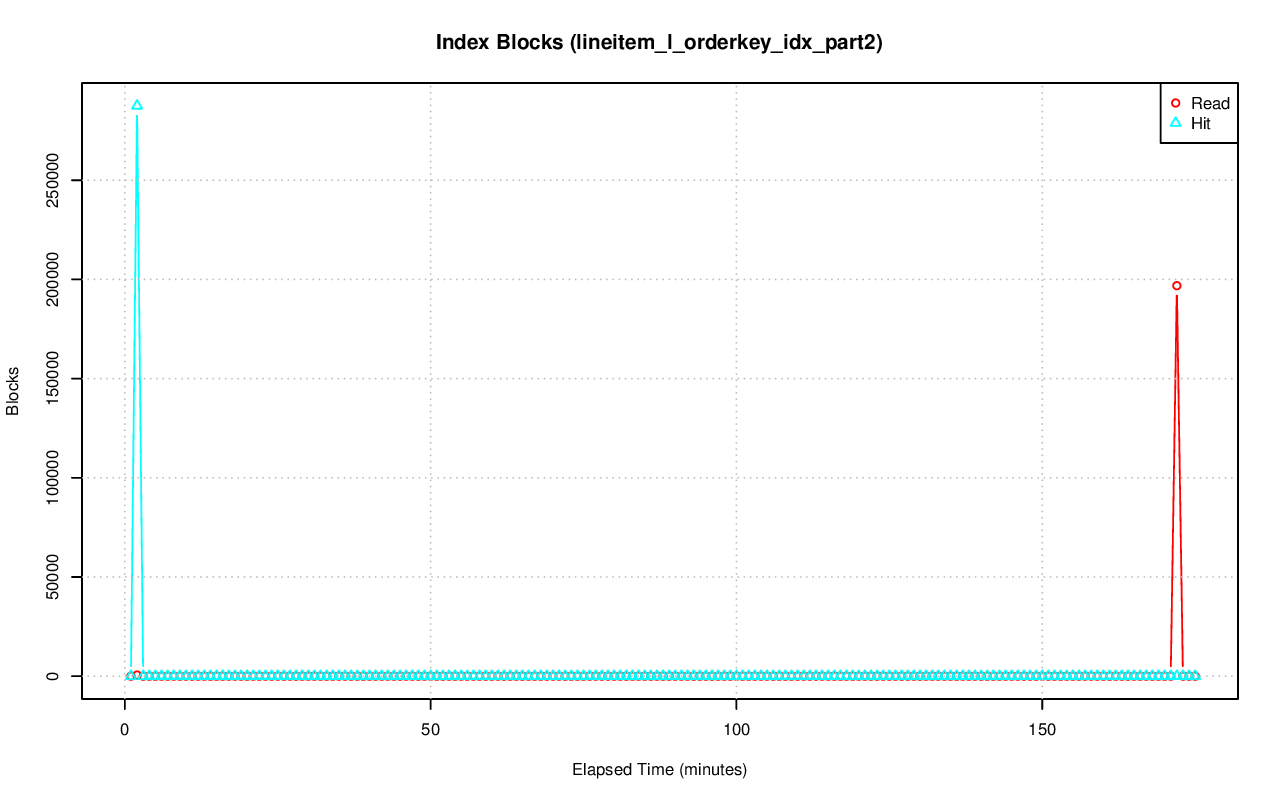 Index Blocks (lineitem_l_orderkey_idx_part2)
Read
Hit
Blocks
250000
200000
150000
100000
50000
0
0 50 100 150
Elapsed Time (minutes)